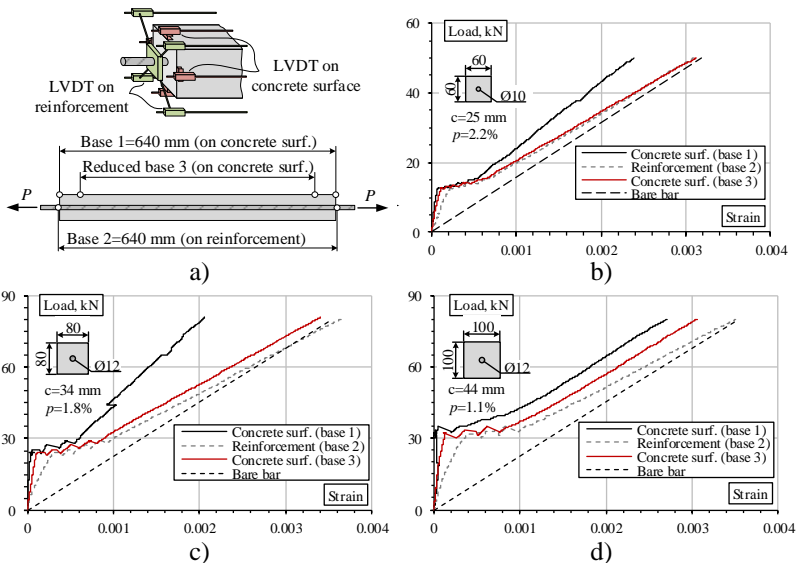 LVDT on
reinforcement
LVDT on
concrete surface
Base 1=640 mm (on concrete surf.)
Reduced base 3 (on concrete surf.)
P
P
Base 2=640 mm (on reinforcement)
a)
Load, kN
60
60
Ø10
c=25 mm
p=2.2%
Concrete surf. (base 1)
Reinforcement (base 2)
Concrete surf. (base 3)
Bare bar
Strain
60
40
20
0
0 0.001 0.002 0.003 0.004
b)
Load, kN
80
80
Ø12
c=34 mm
p=1.8%
Concrete surf. (base 1)
Reinforcement (base 2)
Concrete surf. (base 3)
Bare bar
Strain
90
60
30
0
0 0.001 0.002 0.003 0.004
c)
Load, kN
100
100
Ø12
c=44 mm
p=1.1%
Concrete surf. (base 1)
Reinforcement (base 2)
Concrete surf. (base 3)
Bare bar
Strain
90
60
30
0
0 0.001 0.002 0.003 0.004
d)